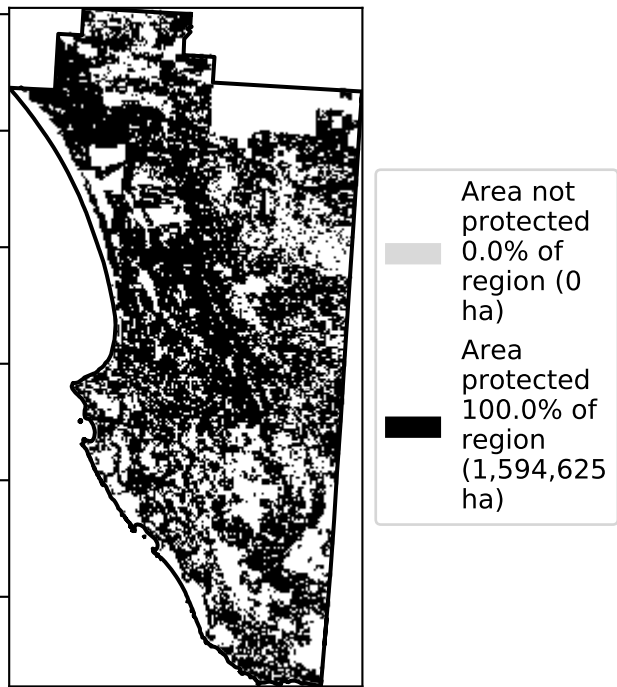 Area not
protected
0.0% of
region (0
ha)
Area
protected
100.0% of
region
(1,594,625
ha)